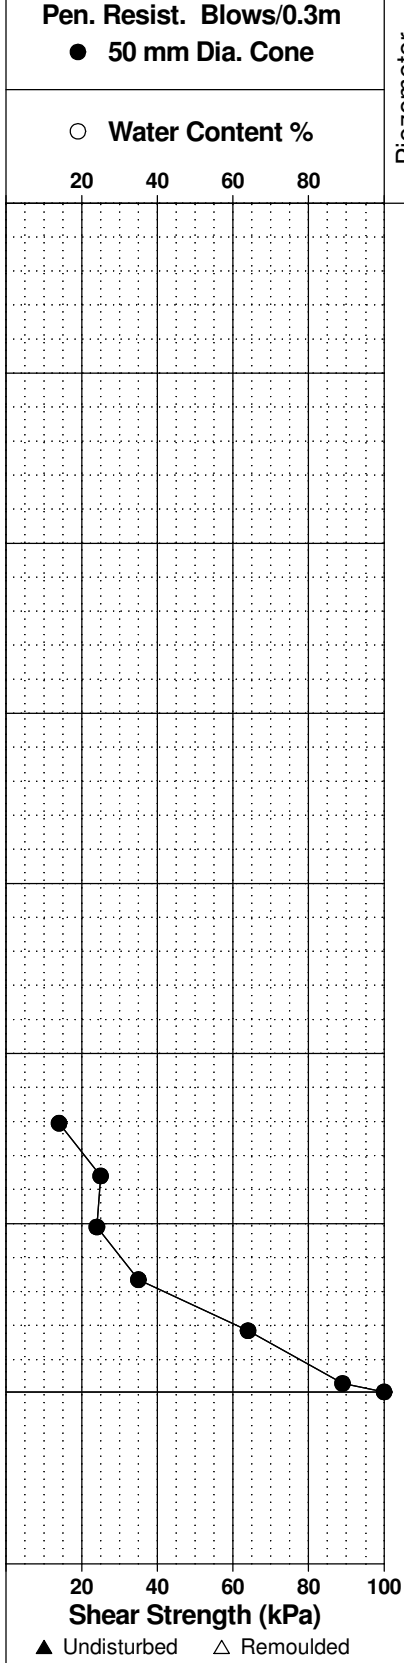 Pen. Resist. Blows/0.3m
● 50 mm Dia. Cone
○ Water Content %
20 40 60 80
20 40 60 80 100
Shear Strength (kPa)
▲ Undisturbed △ Remoulded